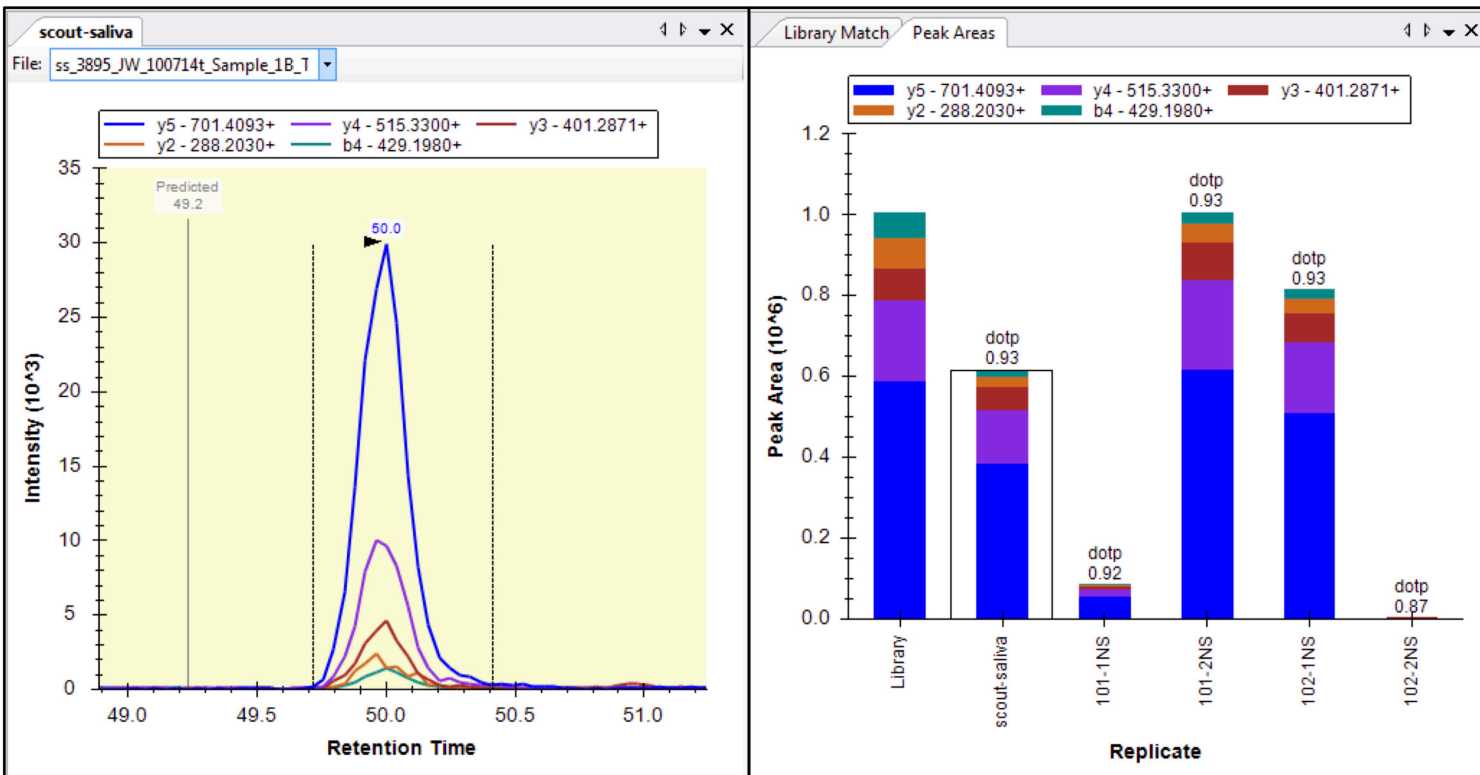 scout-saliva
File: ss_3895_JW_100714t_Sample_1B_T
y5 - 701.4093+ y4 - 515.3300+ y3 - 401.2871+
y2 - 288.2030+ b4 - 429.1980+
35
30
25
20
15
10
5
0
Intensity (10^3)
Predicted
49.2
50.0
49.0 49.5 50.0 50.5 51.0
Retention Time
Library Match Peak Areas
y5 - 701.4093+ y4 - 515.3300+ y3 - 401.2871+
y2 - 288.2030+ b4 - 429.1980+
1.2
1.0
0.8
0.6
0.4
0.2
0.0
Peak Area (10^6)
dotp
0.93
dotp
0.92
dotp
0.93
dotp
0.93
dotp
0.87
Library
scout-saliva
101-1NS
101-2NS
102-1NS
102-2NS
Replicate